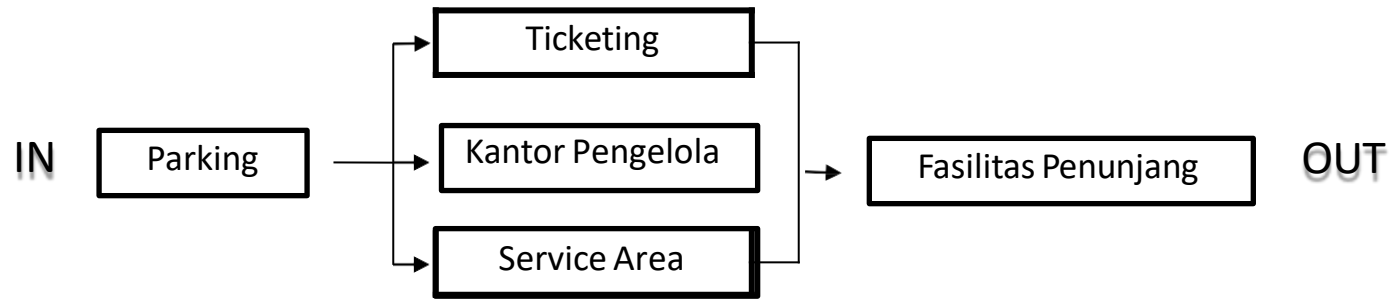 IN
Parking
Ticketing
Kantor Pengelola
Service Area
Fasilitas Penunjang
OUT